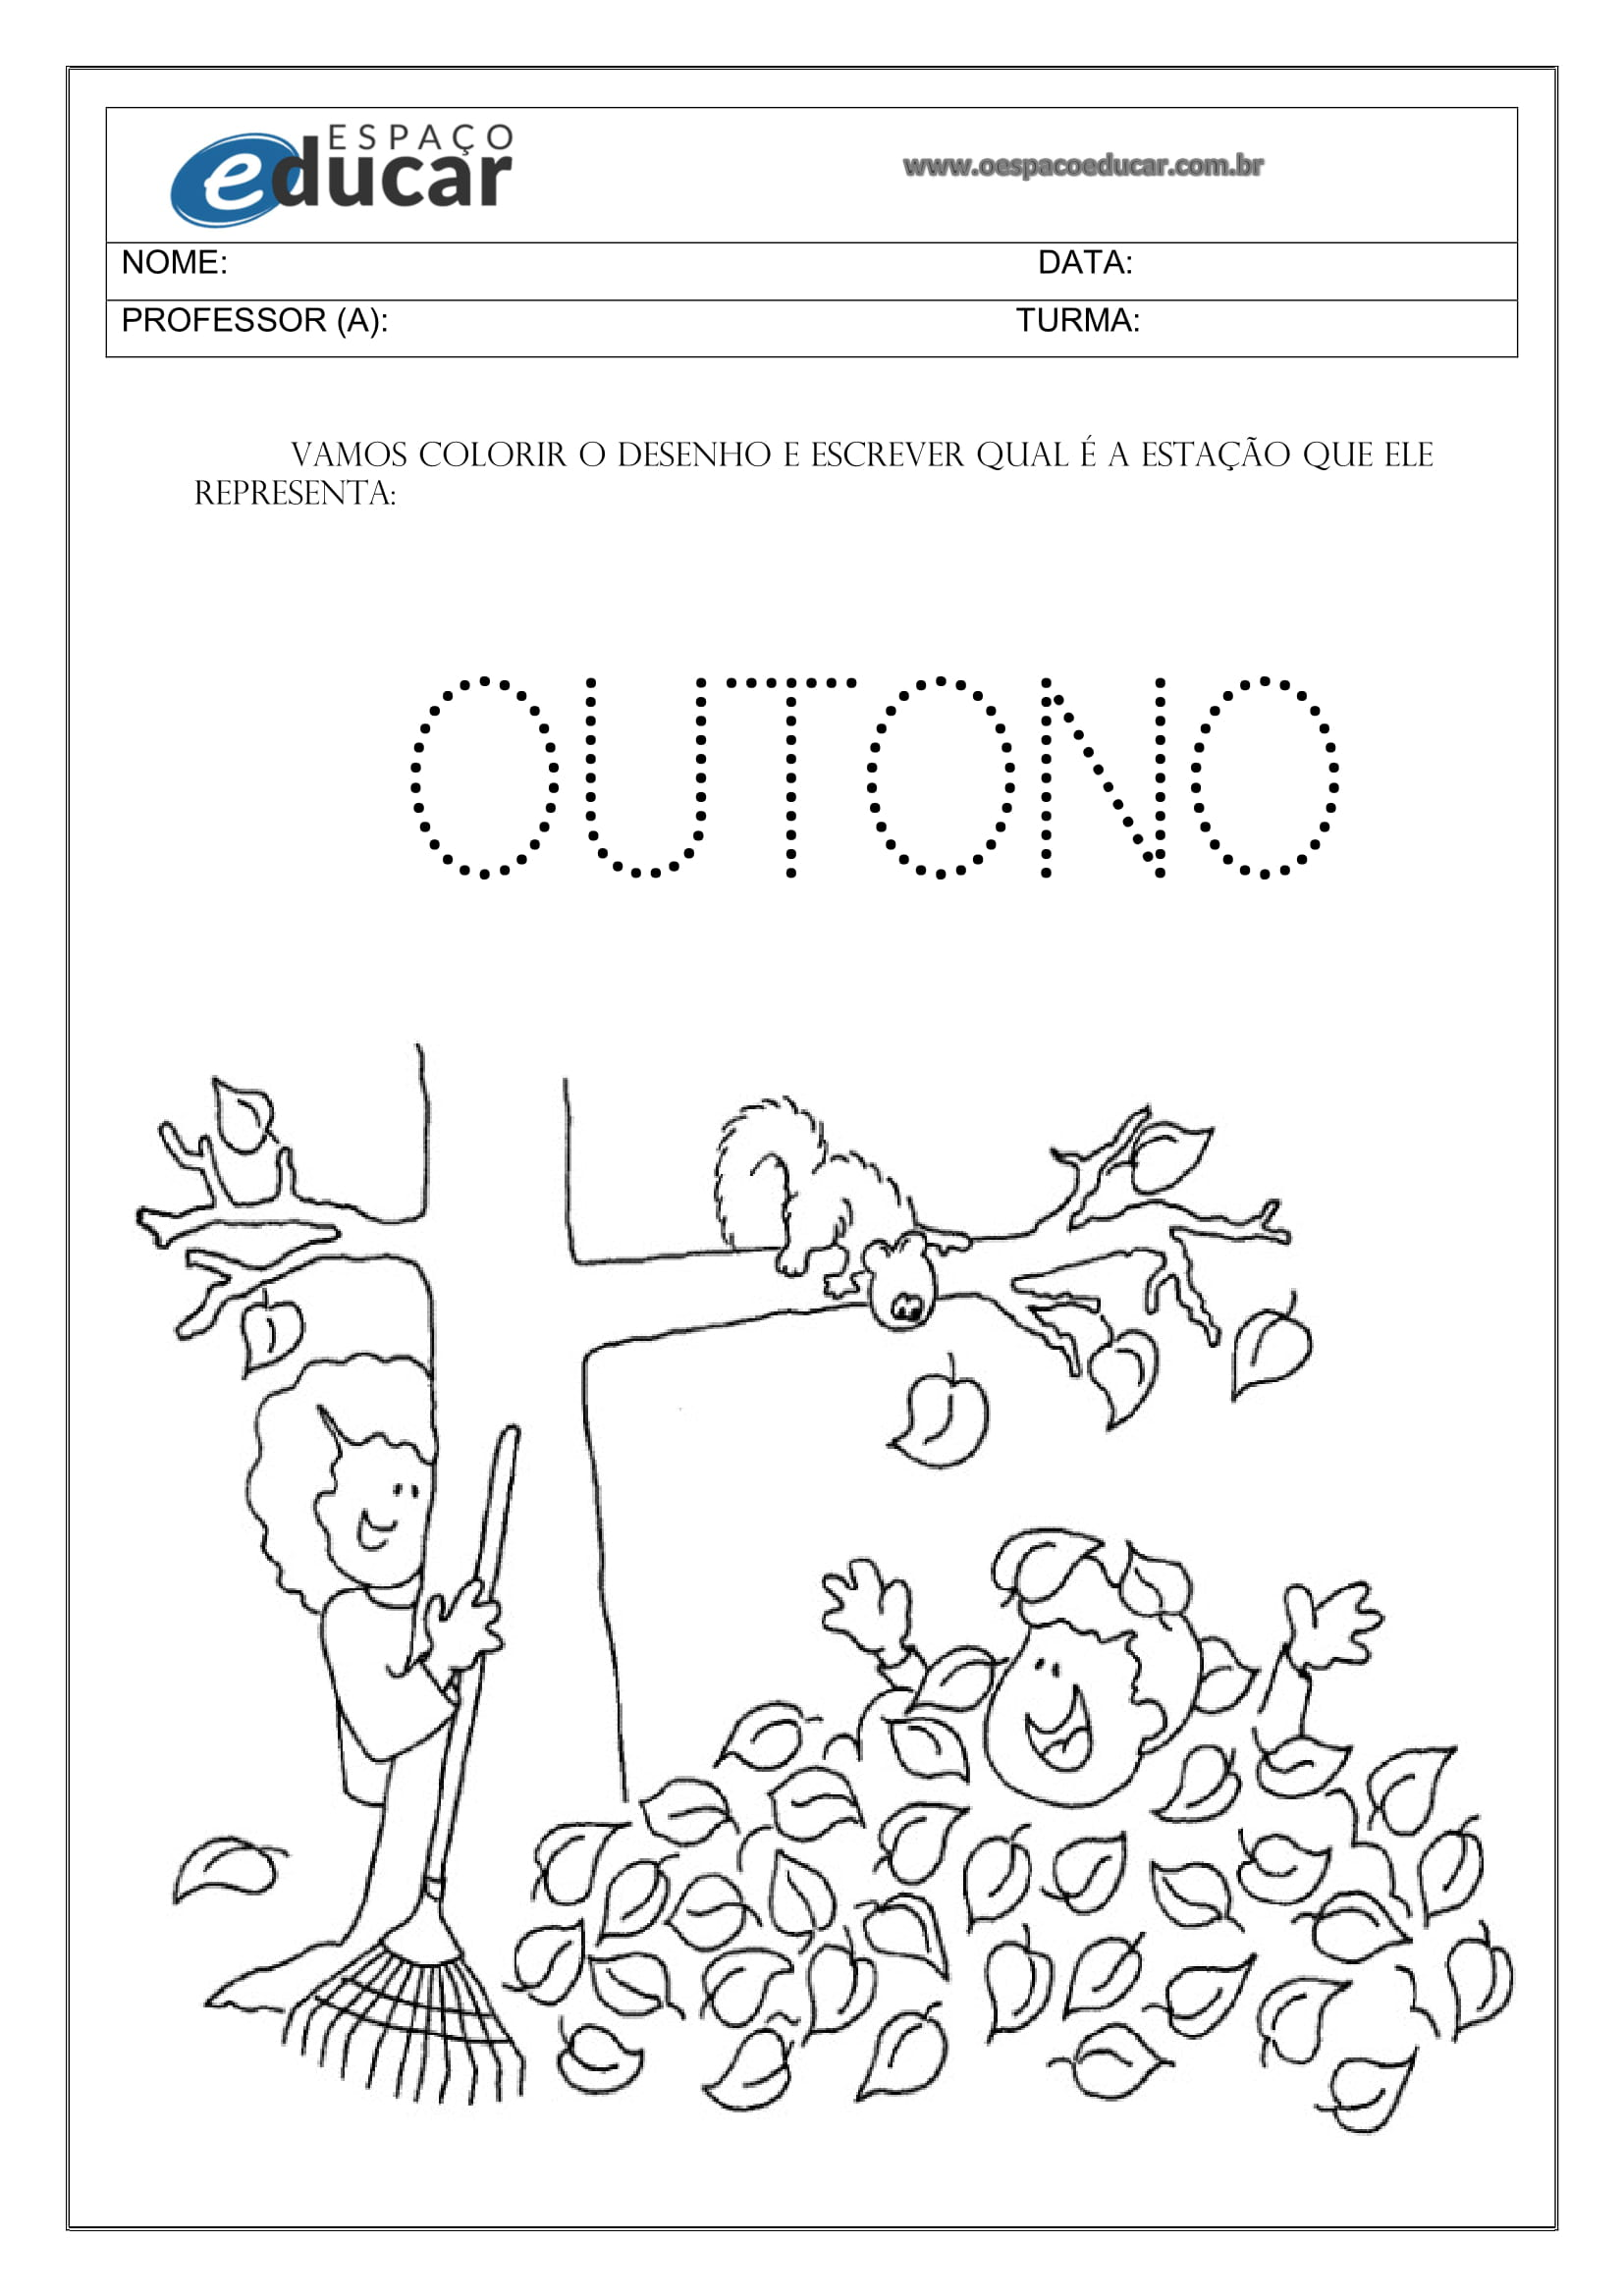 ESPAÇO
educar
www.oespacoeducar.com.br
NOME: DATA:
PROFESSOR (A): TURMA:
VAMOS COLORIR O DESENHO E ESCREVER QUAL É A ESTAÇÃO QUE ELE
REPRESENTA:
OUTONO